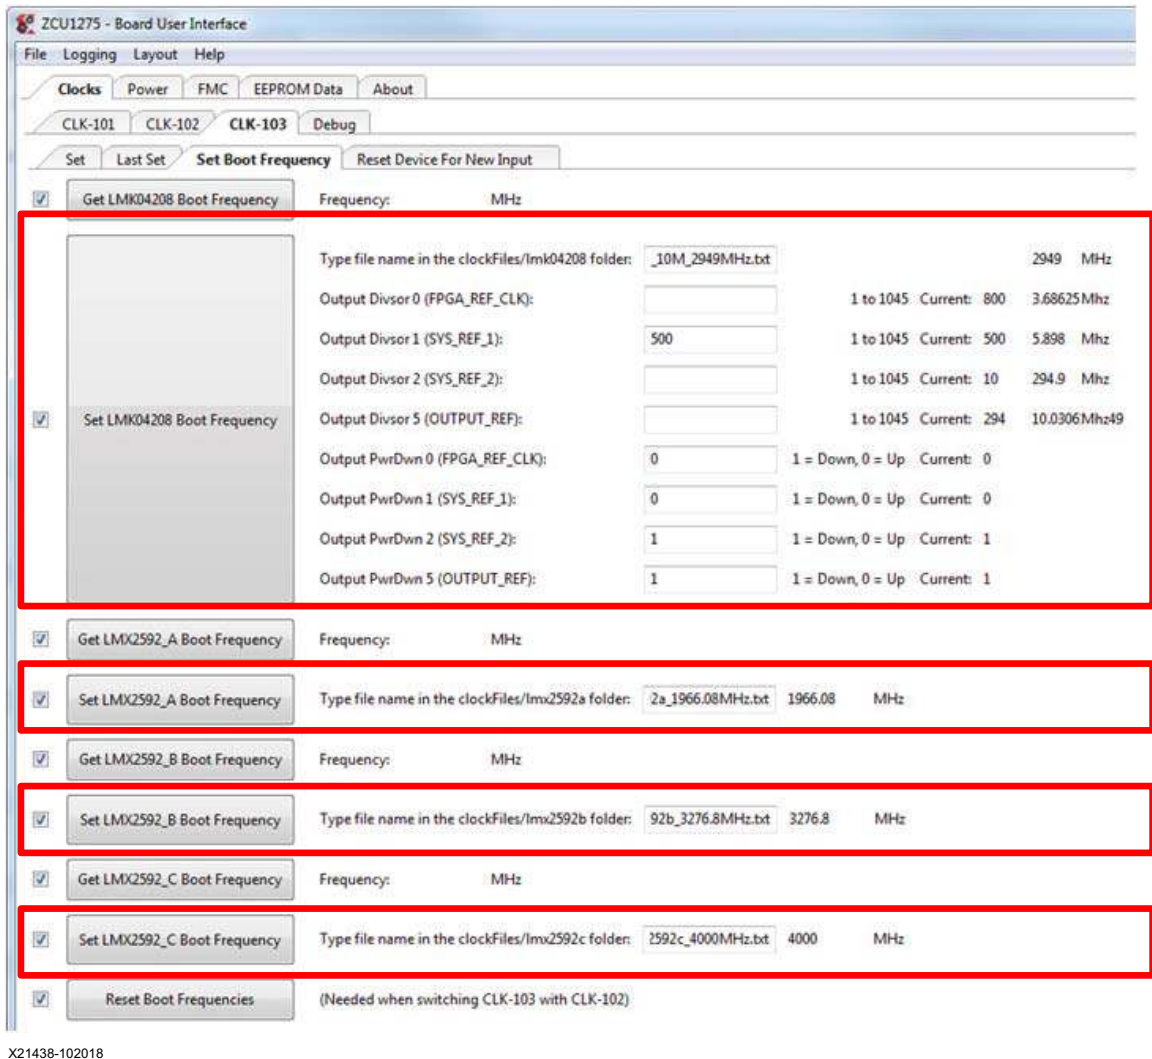 ZCU1275 - Board User Interface
File Logging Layout Help
Clocks Power FMC EEPROM Data About
CLK-101 CLK-102 CLK-103 Debug
Set Last Set Set Boot Frequency Reset Device For New Input
Get LMK04208 Boot Frequency Frequency: MHz
Type file name in the clockFiles/lmk04208 folder: _10M_2949MHz.txt 2949 MHz
Output Divsor 0 (FPGA_REF_CLK): 1 to 1045 Current: 800 3.68625 Mhz
Output Divsor 1 (SYS_REF_1): 500 1 to 1045 Current: 500 5.898 Mhz
Output Divsor 2 (SYS_REF_2): 1 to 1045 Current: 10 294.9 Mhz
Set LMK04208 Boot Frequency Output Divsor 5 (OUTPUT_REF): 1 to 1045 Current: 294 10.0306 Mhz49
Output PwrDwn 0 (FPGA_REF_CLK): 0 1 = Down, 0 = Up Current: 0
Output PwrDwn 1 (SYS_REF_1): 0 1 = Down, 0 = Up Current: 0
Output PwrDwn 2 (SYS_REF_2): 1 1 = Down, 0 = Up Current: 1
Output PwrDwn 5 (OUTPUT_REF): 1 1 = Down, 0 = Up Current: 1
Get LMX2592_A Boot Frequency Frequency: MHz
Set LMX2592_A Boot Frequency Type file name in the clockFiles/lmx2592a folder: 2a_1966.08MHz.txt 1966.08 MHz
Get LMX2592_B Boot Frequency Frequency: MHz
Set LMX2592_B Boot Frequency Type file name in the clockFiles/lmx2592b folder: 92b_3276.8MHz.txt 3276.8 MHz
Get LMX2592_C Boot Frequency Frequency: MHz
Set LMX2592_C Boot Frequency Type file name in the clockFiles/lmx2592c folder: 2592c_4000MHz.txt 4000 MHz
Reset Boot Frequencies (Needed when switching CLK-103 with CLK-102)
X21438-102018